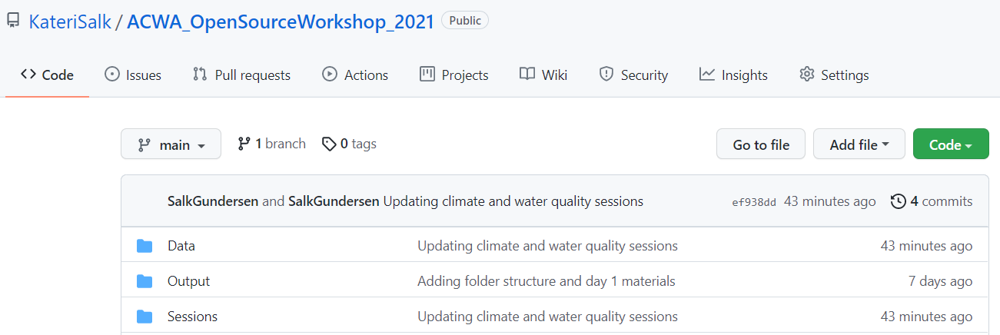 KateriSalk / ACWA_OpenSourceWorkshop_2021 Public
Code Issues Pull requests Actions Projects Wiki Security Insights Settings
main 1 branch 0 tags Go to file Add file Code
SalkGundersen and SalkGundersen Updating climate and water quality sessions ef938dd 43 minutes ago 4 commits
Data Updating climate and water quality sessions 43 minutes ago
Output Adding folder structure and day 1 materials 7 days ago
Sessions Updating climate and water quality sessions 43 minutes ago